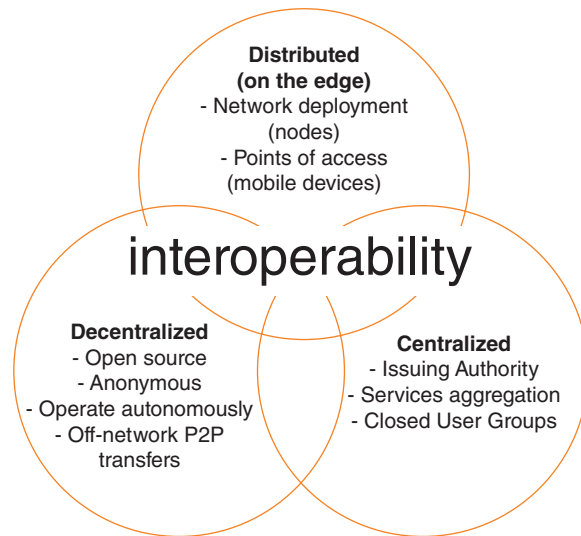 Distributed
(on the edge)
- Network deployment
(nodes)
- Points of access
(mobile devices)
interoperability
Decentralized
- Open source
- Anonymous
- Operate autonomously
- Off-network P2P
transfers
Centralized
- Issuing Authority
- Services aggregation
- Closed User Groups